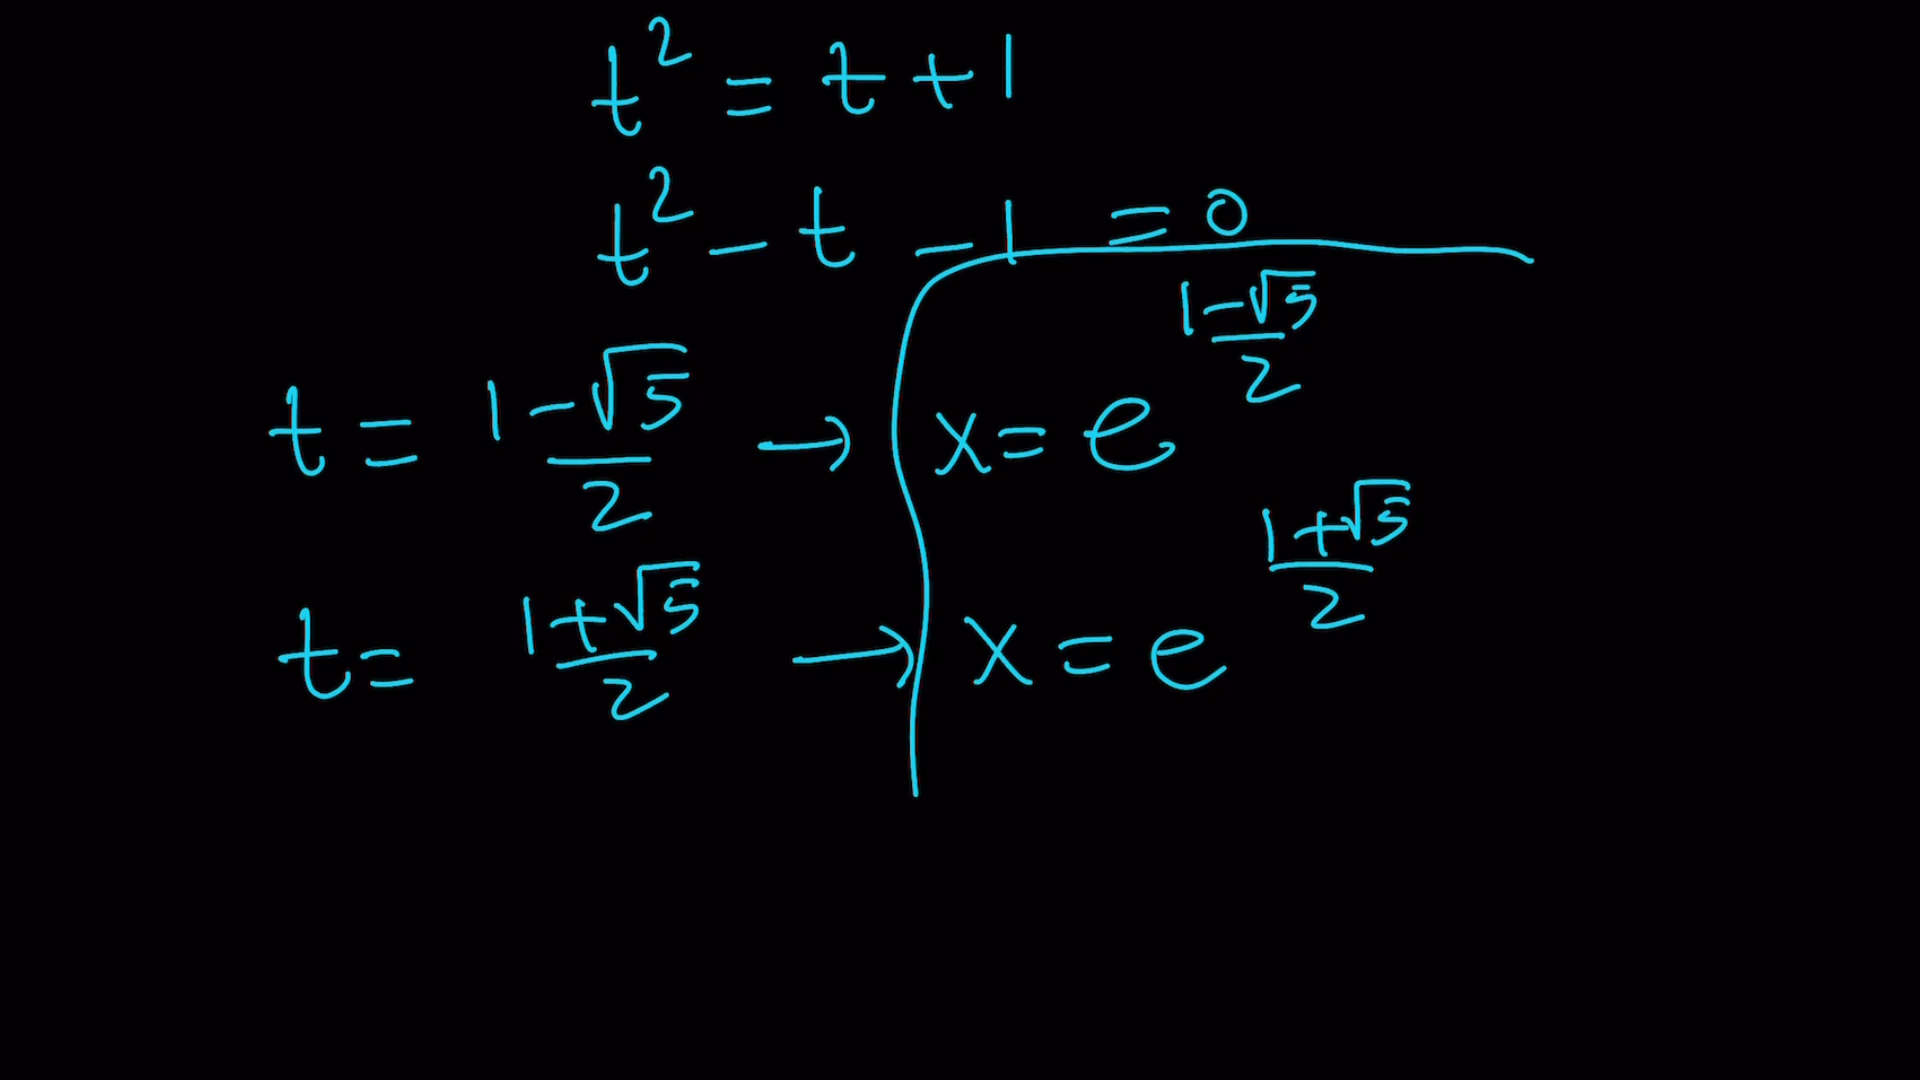 t² = t + 1
t² - t - 1 = 0
t = (1 - √5)/2 → x = e^((1 - √5)/2)
t = (1 + √5)/2 → x = e^((1 + √5)/2)